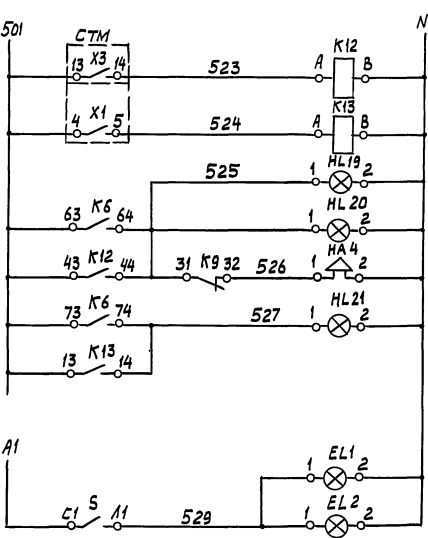 501 N
СТМ
13 X3 14 523 A K12 B
4 X1 5 524 A K13 B
525 1 HL19 2
63 K6 64 1 HL20 2
43 K12 44 31 K9 32 526 1 HA4 2
73 K6 74 527 1 HL21 2
13 K13 14
A1
1 EL1 2
C1 S Л1 529 1 EL2 2